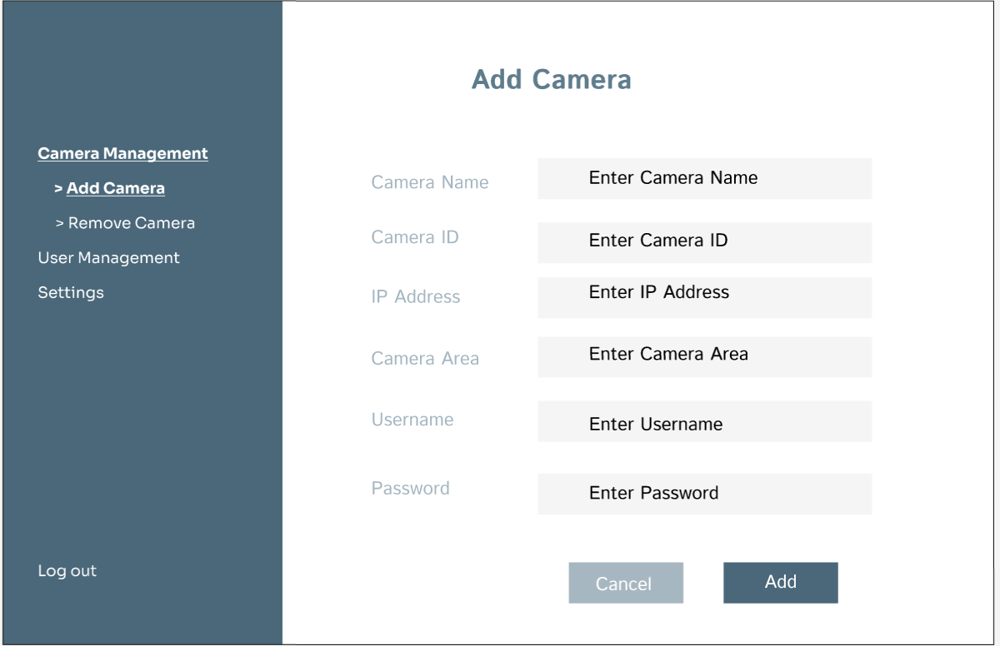 Camera Management
> Add Camera
> Remove Camera
User Management
Settings
Log out
Add Camera
Camera Name
Enter Camera Name
Camera ID
Enter Camera ID
IP Address
Enter IP Address
Camera Area
Enter Camera Area
Username
Enter Username
Password
Enter Password
Cancel
Add